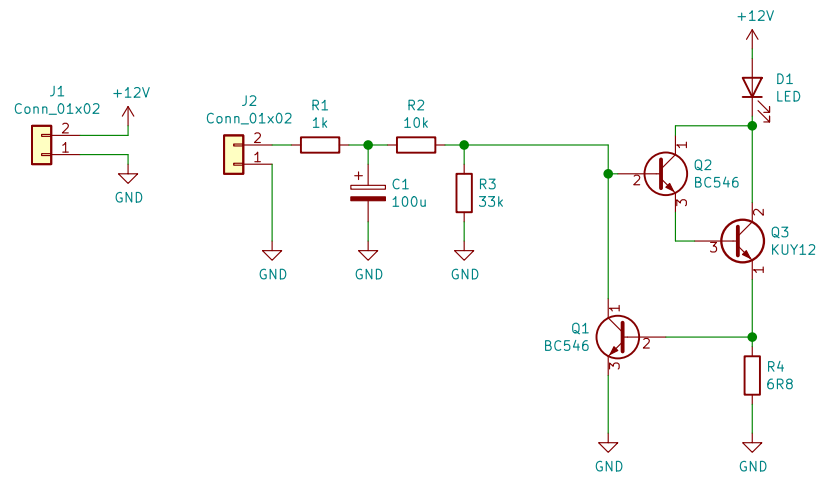 +12V
D1
LED
J1
Conn_01x02
+12V
2
1
GND
J2
Conn_01x02
2
1
GND
R1
1k
C1
100u
+
GND
R2
10k
R3
33k
GND
1
Q2
BC546
2
3
2
Q3
KUY12
3
1
1
Q1
BC546
2
3
R4
6R8
GND
GND